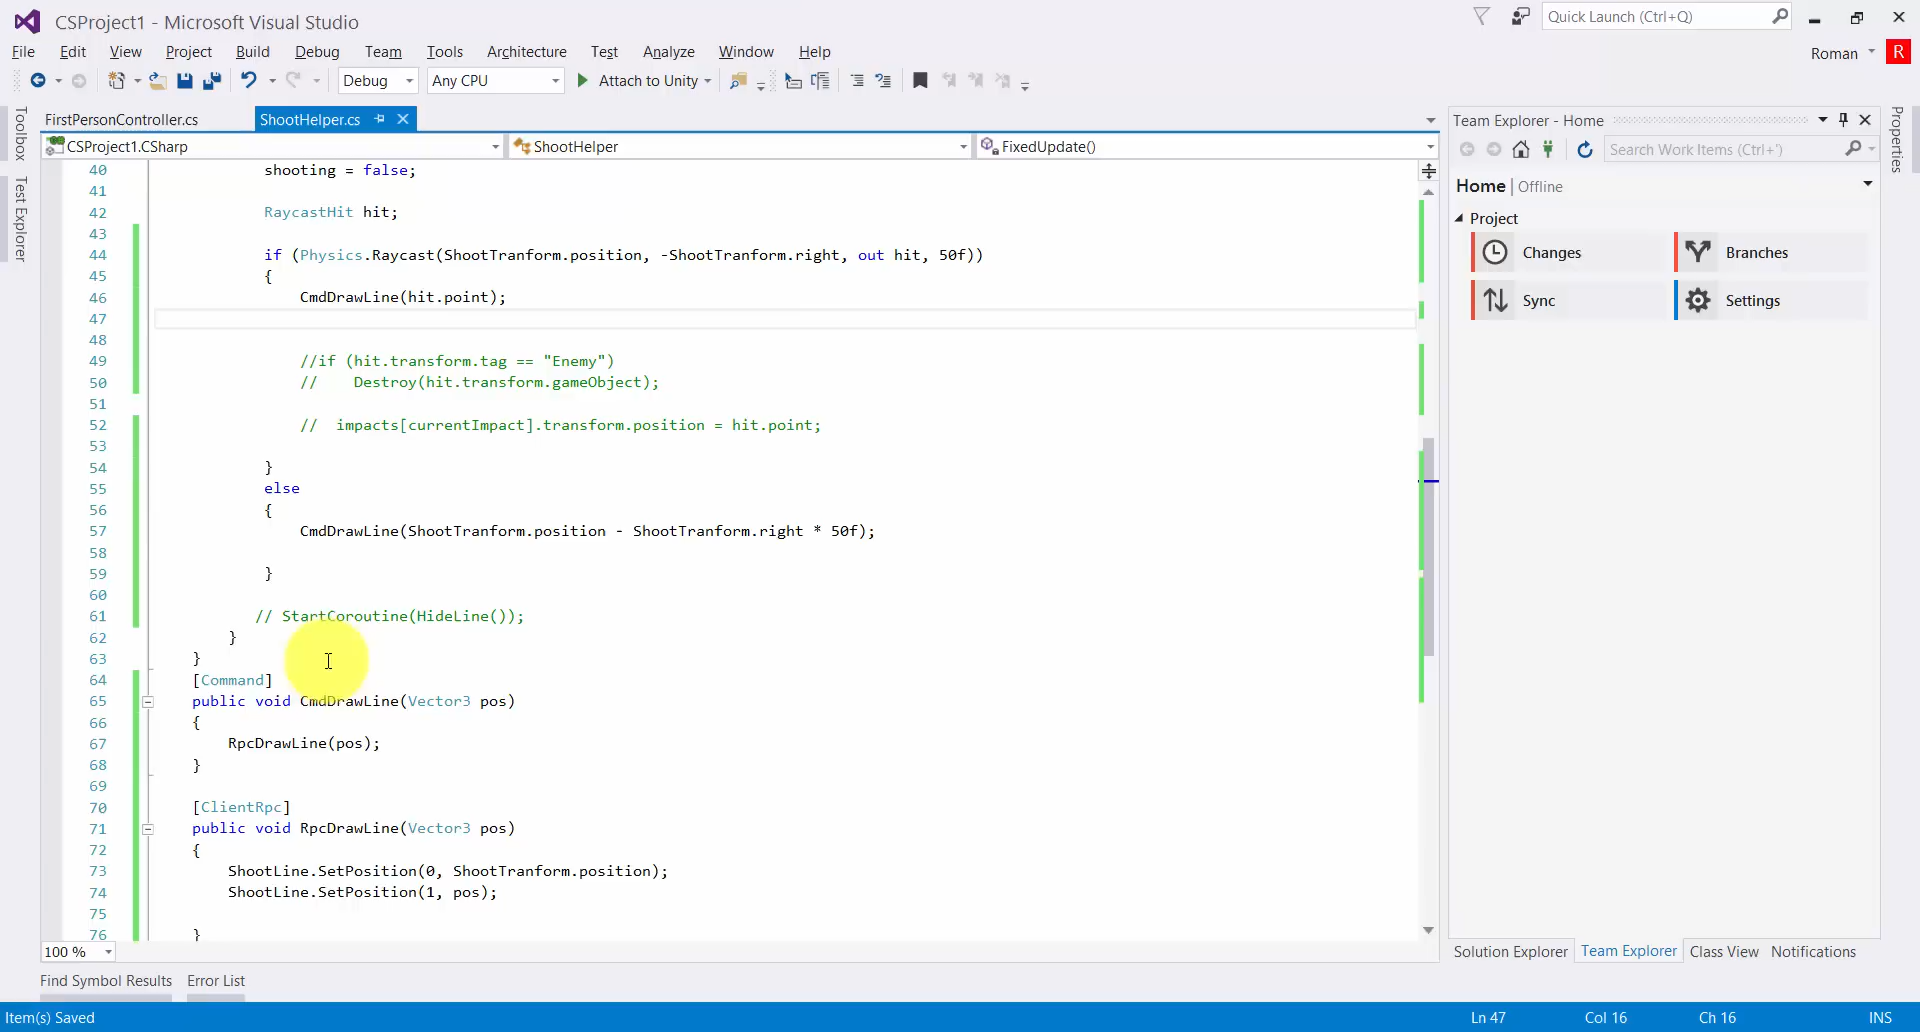 CSProject1 - Microsoft Visual Studio
Quick Launch (Ctrl+Q)
File Edit View Project Build Debug Team Tools Architecture Test Analyze Window Help
Roman R
Debug Any CPU Attach to Unity
Toolbox
Test Explorer
FirstPersonController.cs ShootHelper.cs
CSProject1.CSharp ShootHelper FixedUpdate()
40 shooting = false;
41
42 RaycastHit hit;
43
44 if (Physics.Raycast(ShootTranform.position, -ShootTranform.right, out hit, 50f))
45 {
46 CmdDrawLine(hit.point);
47
48
49 //if (hit.transform.tag == "Enemy")
50 // Destroy(hit.transform.gameObject);
51
52 // impacts[currentImpact].transform.position = hit.point;
53
54 }
55 else
56 {
57 CmdDrawLine(ShootTranform.position - ShootTranform.right * 50f);
58
59 }
60
61 // StartCoroutine(HideLine());
62 }
63 }
64 [Command]
65 public void CmdDrawLine(Vector3 pos)
66 {
67 RpcDrawLine(pos);
68 }
69
70 [ClientRpc]
71 public void RpcDrawLine(Vector3 pos)
72 {
73 ShootLine.SetPosition(0, ShootTranform.position);
74 ShootLine.SetPosition(1, pos);
75
76 }
100 %
Team Explorer - Home
Search Work Items (Ctrl+')
Home | Offline
Project
Changes Branches
Sync Settings
Properties
Solution Explorer Team Explorer Class View Notifications
Find Symbol Results Error List
Item(s) Saved Ln 47 Col 16 Ch 16 INS